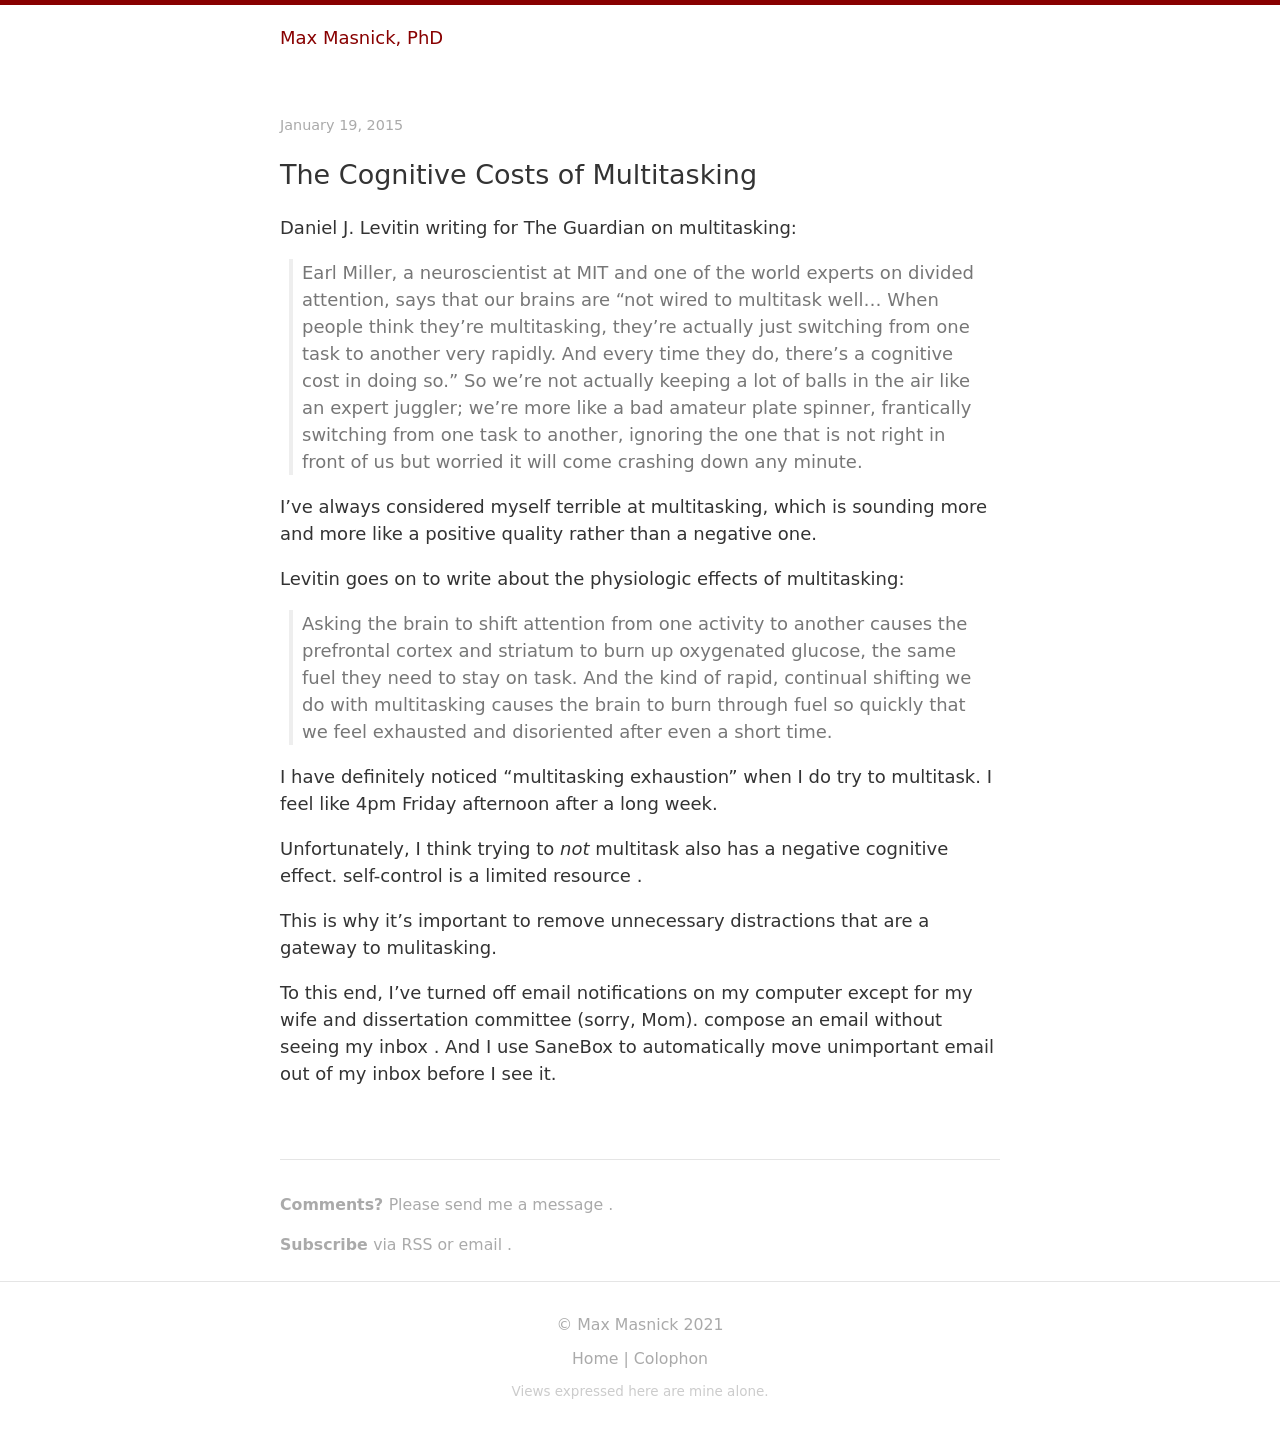 Max Masnick, PhD
January 19, 2015
The Cognitive Costs of Multitasking
Daniel J. Levitin writing for The Guardian on multitasking:
Earl Miller, a neuroscientist at MIT and one of the world experts on divided
attention, says that our brains are “not wired to multitask well… When
people think they’re multitasking, they’re actually just switching from one
task to another very rapidly. And every time they do, there’s a cognitive
cost in doing so.” So we’re not actually keeping a lot of balls in the air like
an expert juggler; we’re more like a bad amateur plate spinner, frantically
switching from one task to another, ignoring the one that is not right in
front of us but worried it will come crashing down any minute.
I’ve always considered myself terrible at multitasking, which is sounding more
and more like a positive quality rather than a negative one.
Levitin goes on to write about the physiologic effects of multitasking:
Asking the brain to shift attention from one activity to another causes the
prefrontal cortex and striatum to burn up oxygenated glucose, the same
fuel they need to stay on task. And the kind of rapid, continual shifting we
do with multitasking causes the brain to burn through fuel so quickly that
we feel exhausted and disoriented after even a short time.
I have definitely noticed “multitasking exhaustion” when I do try to multitask. I
feel like 4pm Friday afternoon after a long week.
Unfortunately, I think trying to not multitask also has a negative cognitive
effect. self-control is a limited resource .
This is why it’s important to remove unnecessary distractions that are a
gateway to mulitasking.
To this end, I’ve turned off email notifications on my computer except for my
wife and dissertation committee (sorry, Mom). compose an email without
seeing my inbox . And I use SaneBox to automatically move unimportant email
out of my inbox before I see it.
Comments? Please send me a message .
Subscribe via RSS or email .
© Max Masnick 2021
Home | Colophon
Views expressed here are mine alone.